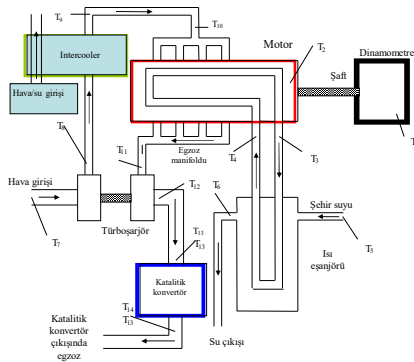 T₉
T₁₀
Intercooler
Motor
T₂
Dinamometre
Hava/su girişi
Şaft
T
T₈
T₁₁
Egzoz
manifoldu
T₄
T₃
Hava girişi
T₁₂
T₆
Şehir suyu
T₇
Türboşarjör
T₅
T₁₃
T₁₃
Isı
eşanjörü
Katalitik
konvertör
T₁₄
T₁₃
Katalitik
konvertör
çıkışında
egzoz
Su çıkışı